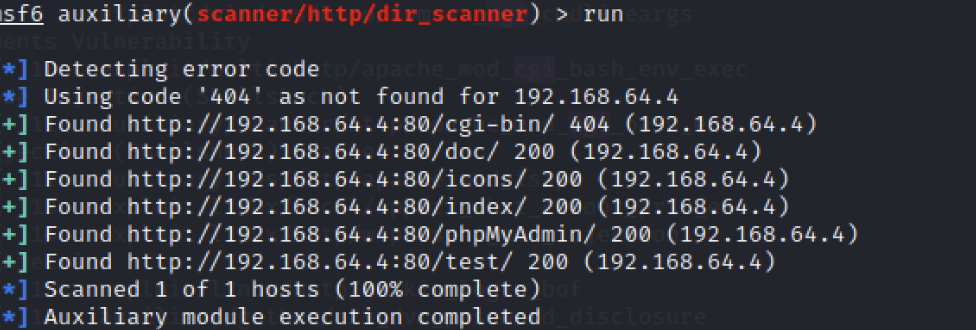 msf6 auxiliary(scanner/http/dir_scanner) > run
*] Detecting error code
*] Using code '404' as not found for 192.168.64.4
+] Found http://192.168.64.4:80/cgi-bin/ 404 (192.168.64.4)
+] Found http://192.168.64.4:80/doc/ 200 (192.168.64.4)
+] Found http://192.168.64.4:80/icons/ 200 (192.168.64.4)
+] Found http://192.168.64.4:80/index/ 200 (192.168.64.4)
+] Found http://192.168.64.4:80/phpMyAdmin/ 200 (192.168.64.4)
+] Found http://192.168.64.4:80/test/ 200 (192.168.64.4)
*] Scanned 1 of 1 hosts (100% complete)
*] Auxiliary module execution completed